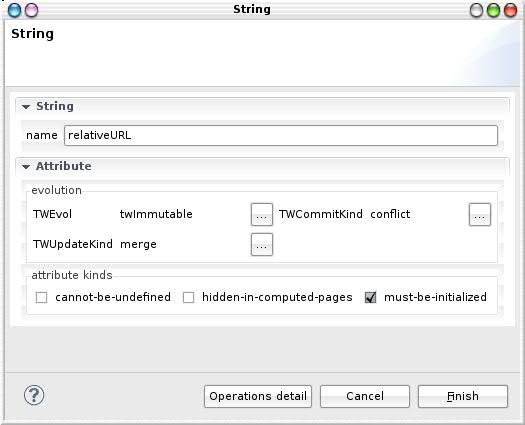 String
String
String
name relativeURL
Attribute
evolution
TWEvol twImmutable ... TWCommitKind conflict ...
TWUpdateKind merge ...
attribute kinds
cannot-be-undefined hidden-in-computed-pages must-be-initialized
? Operations detail Cancel Finish